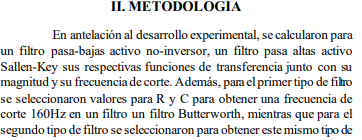 II. METODOLOGIA
En antelación al desarrollo experimental, se calcularon para
un filtro pasa-bajas activo no-inversor, un filtro pasa altas activo
Sallen-Key sus respectivas funciones de transferencia junto con su
magnitud y su frecuencia de corte. Además, para el primer tipo de filtro
se seleccionaron valores para R y C para obtener una frecuencia de
corte 160Hz en un filtro un filtro Butterworth, mientras que para el
segundo tipo de filtro se seleccionaron para obtener este mismo tipo de